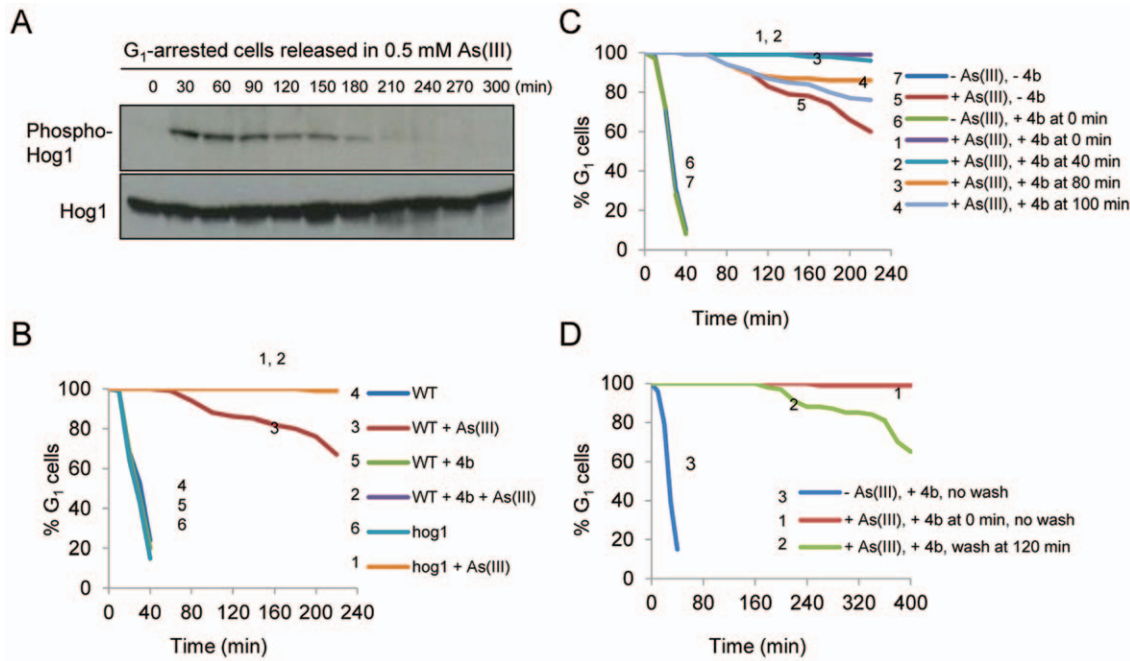 A
G1-arrested cells released in 0.5 mM As(III)
0 30 60 90 120 150 180 210 240 270 300 (min)
Phospho-
Hog1
Hog1
B
1, 2
100
80
60
40
20
0
% G1 cells
3
4
5
6
0 40 80 120 160 200 240
Time (min)
4 WT
3 WT + As(III)
5 WT + 4b
2 WT + 4b + As(III)
6 hog1
1 hog1 + As(III)
C
1, 2
100
80
60
40
20
0
% G1 cells
3
4
5
6
7
0 40 80 120 160 200 240
Time (min)
7 - As(III), - 4b
5 + As(III), - 4b
6 - As(III), + 4b at 0 min
1 + As(III), + 4b at 0 min
2 + As(III), + 4b at 40 min
3 + As(III), + 4b at 80 min
4 + As(III), + 4b at 100 min
D
100
80
60
40
20
0
% G1 cells
1
2
3
0 80 160 240 320 400
Time (min)
3 - As(III), + 4b, no wash
1 + As(III), + 4b at 0 min, no wash
2 + As(III), + 4b, wash at 120 min